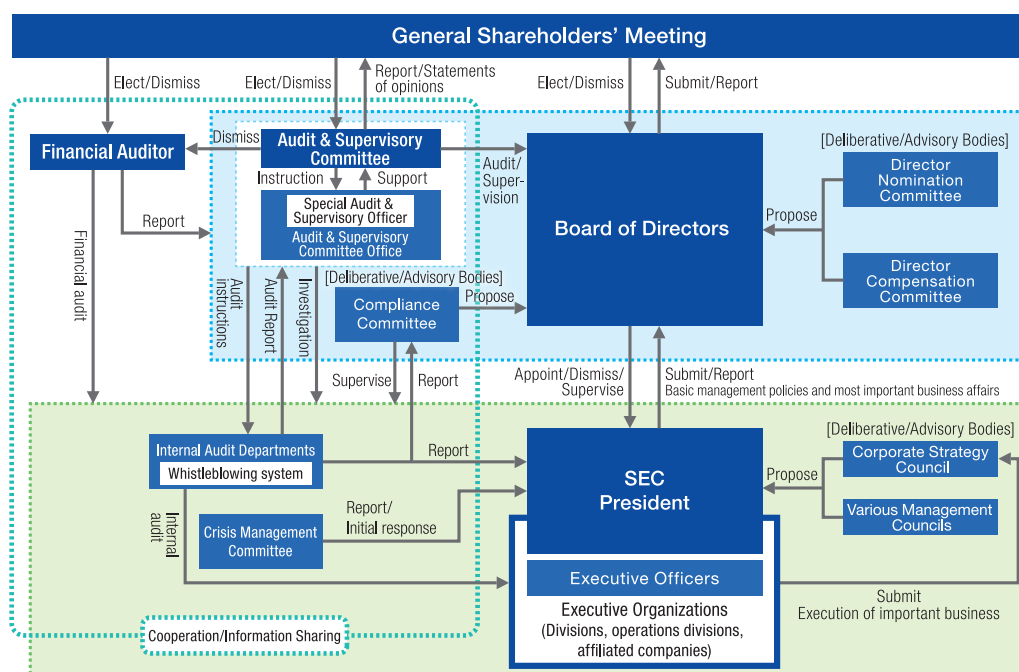 General Shareholders' Meeting
Elect/Dismiss
Elect/Dismiss
Report/Statements
of opinions
Elect/Dismiss
Submit/Report
Financial Auditor
Dismiss
Audit & Supervisory
Committee
Instruction
Support
Special Audit &
Supervisory Officer
Audit & Supervisory
Committee Office
Audit/
Super-
vision
Board of Directors
[Deliberative/Advisory Bodies]
Director
Nomination
Committee
Propose
Director
Compensation
Committee
Report
Financial audit
Audit
instructions
Audit Report
Investigation
[Deliberative/Advisory Bodies]
Compliance
Committee
Propose
Supervise
Report
Appoint/Dismiss/
Supervise
Submit/Report
Basic management policies and most important business affairs
Internal Audit Departments
Whistleblowing system
Report
SEC
President
[Deliberative/Advisory Bodies]
Corporate Strategy
Council
Propose
Various Management
Councils
Internal
audit
Crisis Management
Committee
Report/
Initial response
Executive Officers
Executive Organizations
(Divisions, operations divisions,
affiliated companies)
Submit
Execution of important business
Cooperation/Information Sharing